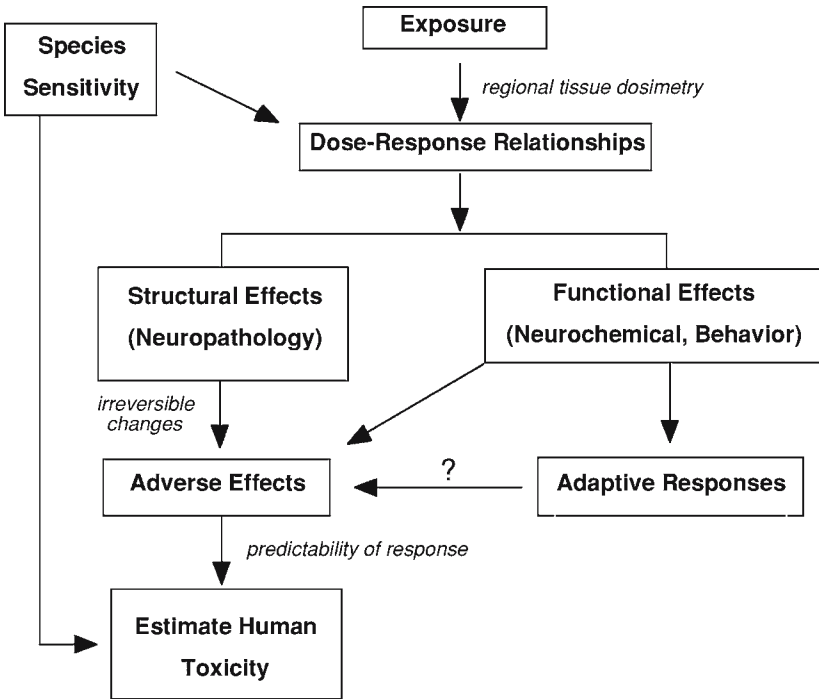 Exposure
Species
Sensitivity
regional tissue dosimetry
Dose-Response Relationships
Structural Effects
(Neuropathology)
Functional Effects
(Neurochemical, Behavior)
irreversible
changes
Adverse Effects
?
Adaptive Responses
predictability of response
Estimate Human
Toxicity